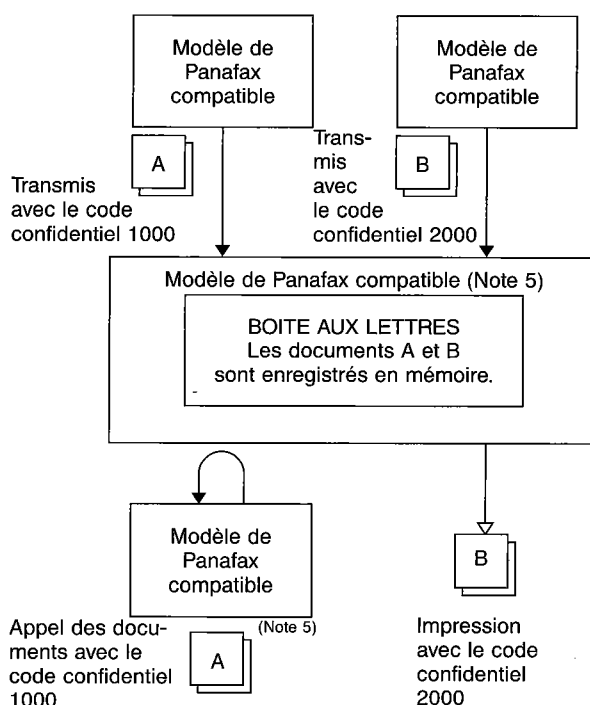 Modèle de
Panafax
compatible
Modèle de
Panafax
compatible
A
Transmis
avec le code
confidentiel 1000
Trans-
mis
avec
le code
confidentiel 2000
B
Modèle de Panafax compatible (Note 5)
BOITE AUX LETTRES
Les documents A et B
sont enregistrés en mémoire.
Modèle de
Panafax
compatible
(Note 5)
Appel des docu-
ments avec le
code confidentiel
1000
A
B
Impression
avec le code
confidentiel
2000